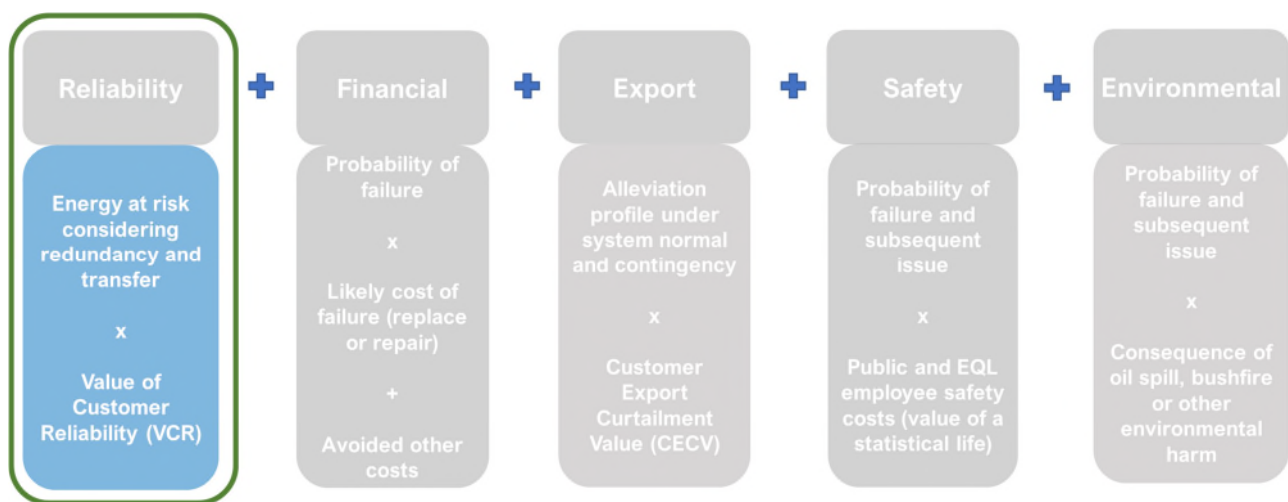 Reliability
Energy at risk
considering
redundancy and
transfer
x
Value of
Customer
Reliability (VCR)
Financial
Probability of
failure
x
Likely cost of
failure (replace
or repair)
+
Avoided other
costs
Export
Alleviation
profile under
system normal
and contingency
x
Customer
Export
Curtailment
Value (CECV)
Safety
Probability of
failure and
subsequent
issue
x
Public and EQL
employee safety
costs (value of a
statistical life)
Environmental
Probability of
failure and
subsequent
issue
x
Consequence of
oil spill, bushfire
or other
environmental
harm